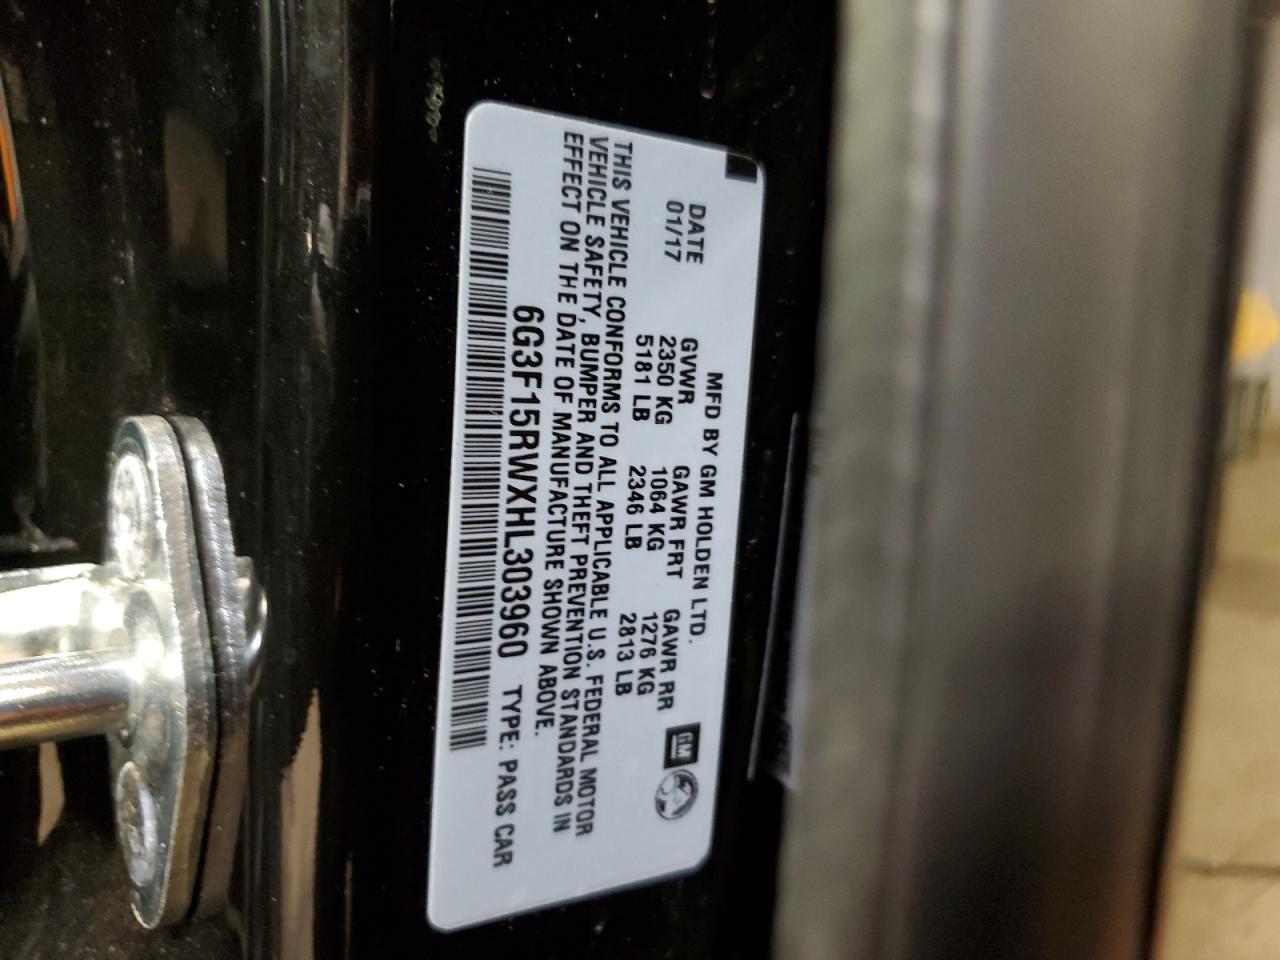 MFD BY GM HOLDEN LTD.
DATE GVWR GAWR FRT GAWR RR
01/17 2350 KG 1064 KG 1276 KG
5181 LB 2346 LB 2813 LB
GM
THIS VEHICLE CONFORMS TO ALL APPLICABLE U.S. FEDERAL MOTOR
VEHICLE SAFETY, BUMPER AND THEFT PREVENTION STANDARDS IN
EFFECT ON THE DATE OF MANUFACTURE SHOWN ABOVE.
6G3F15RWXHL303960 TYPE: PASS CAR